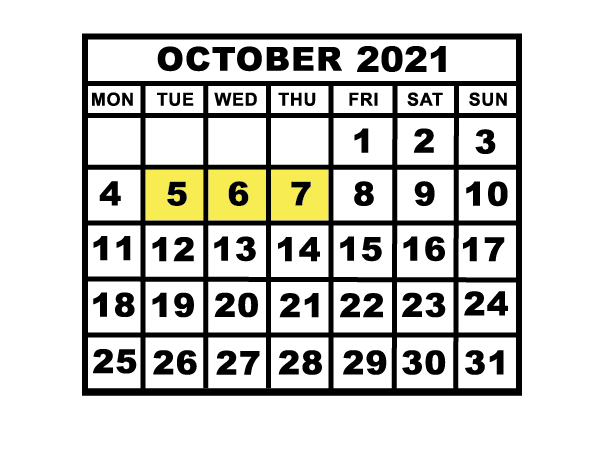 OCTOBER 2021
MON TUE WED THU FRI SAT SUN
1 2 3
4 5 6 7 8 9 10
11 12 13 14 15 16 17
18 19 20 21 22 23 24
25 26 27 28 29 30 31